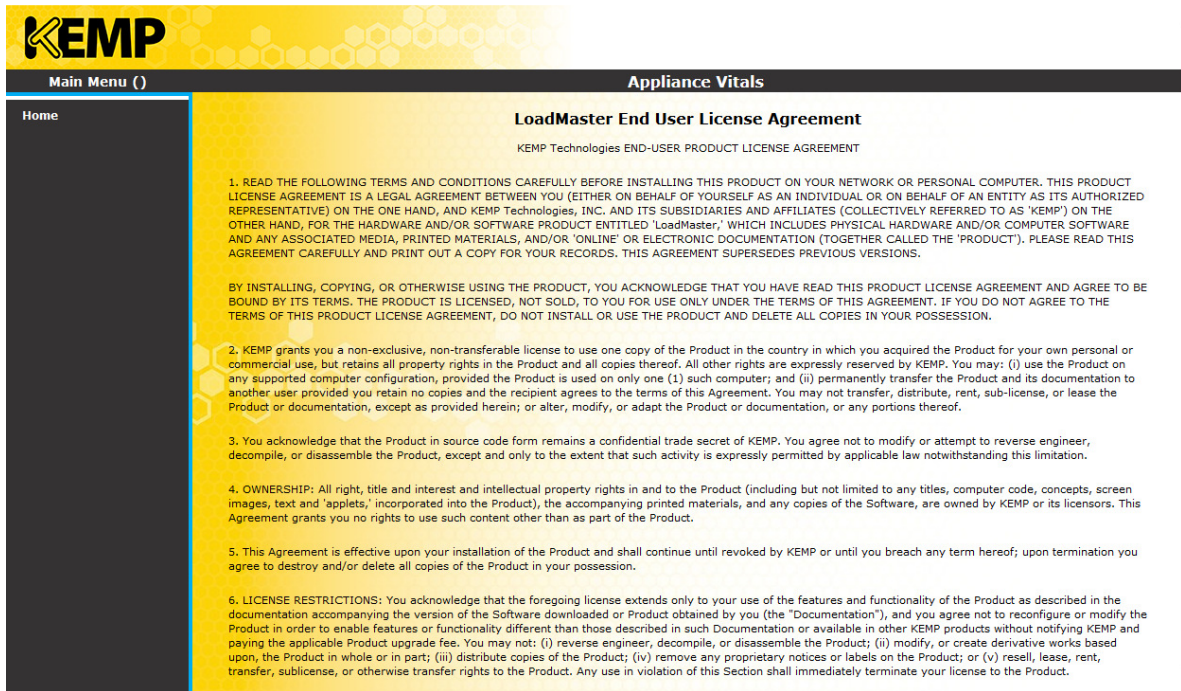 KEMP
Main Menu ()
Appliance Vitals
Home
LoadMaster End User License Agreement
KEMP Technologies END-USER PRODUCT LICENSE AGREEMENT
1. READ THE FOLLOWING TERMS AND CONDITIONS CAREFULLY BEFORE INSTALLING THIS PRODUCT ON YOUR NETWORK OR PERSONAL COMPUTER. THIS PRODUCT
LICENSE AGREEMENT IS A LEGAL AGREEMENT BETWEEN YOU (EITHER ON BEHALF OF YOURSELF AS AN INDIVIDUAL OR ON BEHALF OF AN ENTITY AS ITS AUTHORIZED
REPRESENTATIVE) ON THE ONE HAND, AND KEMP Technologies, INC. AND ITS SUBSIDIARIES AND AFFILIATES (COLLECTIVELY REFERRED TO AS 'KEMP') ON THE
OTHER HAND, FOR THE HARDWARE AND/OR SOFTWARE PRODUCT ENTITLED 'LoadMaster,' WHICH INCLUDES PHYSICAL HARDWARE AND/OR COMPUTER SOFTWARE
AND ANY ASSOCIATED MEDIA, PRINTED MATERIALS, AND/OR 'ONLINE' OR ELECTRONIC DOCUMENTATION (TOGETHER CALLED THE 'PRODUCT'). PLEASE READ THIS
AGREEMENT CAREFULLY AND PRINT OUT A COPY FOR YOUR RECORDS. THIS AGREEMENT SUPERSEDES PREVIOUS VERSIONS.
BY INSTALLING, COPYING, OR OTHERWISE USING THE PRODUCT, YOU ACKNOWLEDGE THAT YOU HAVE READ THIS PRODUCT LICENSE AGREEMENT AND AGREE TO BE
BOUND BY ITS TERMS. THE PRODUCT IS LICENSED, NOT SOLD, TO YOU FOR USE ONLY UNDER THE TERMS OF THIS AGREEMENT. IF YOU DO NOT AGREE TO THE
TERMS OF THIS PRODUCT LICENSE AGREEMENT, DO NOT INSTALL OR USE THE PRODUCT AND DELETE ALL COPIES IN YOUR POSSESSION.
2. KEMP grants you a non-exclusive, non-transferable license to use one copy of the Product in the country in which you acquired the Product for your own personal or
commercial use, but retains all property rights in the Product and all copies thereof. All other rights are expressly reserved by KEMP. You may: (i) use the Product on
any supported computer configuration, provided the Product is used on only one (1) such computer; and (ii) permanently transfer the Product and its documentation to
another user provided you retain no copies and the recipient agrees to the terms of this Agreement. You may not transfer, distribute, rent, sub-license, or lease the
Product or documentation, except as provided herein; or alter, modify, or adapt the Product or documentation, or any portions thereof.
3. You acknowledge that the Product in source code form remains a confidential trade secret of KEMP. You agree not to modify or attempt to reverse engineer,
decompile, or disassemble the Product, except and only to the extent that such activity is expressly permitted by applicable law notwithstanding this limitation.
4. OWNERSHIP: All right, title and interest and intellectual property rights in and to the Product (including but not limited to any titles, computer code, concepts, screen
images, text and 'applets,' incorporated into the Product), the accompanying printed materials, and any copies of the Software, are owned by KEMP or its licensors. This
Agreement grants you no rights to use such content other than as part of the Product.
5. This Agreement is effective upon your installation of the Product and shall continue until revoked by KEMP or until you breach any term hereof; upon termination you
agree to destroy and/or delete all copies of the Product in your possession.
6. LICENSE RESTRICTIONS: You acknowledge that the foregoing license extends only to your use of the features and functionality of the Product as described in the
documentation accompanying the version of the Software downloaded or Product obtained by you (the "Documentation"), and you agree not to reconfigure or modify the
Product in order to enable features or functionality different than those described in such Documentation or available in other KEMP products without notifying KEMP and
paying the applicable Product upgrade fee. You may not: (i) reverse engineer, decompile, or disassemble the Product; (ii) modify, or create derivative works based
upon, the Product in whole or in part; (iii) distribute copies of the Product; (iv) remove any proprietary notices or labels on the Product; or (v) resell, lease, rent,
transfer, sublicense, or otherwise transfer rights to the Product. Any use in violation of this Section shall immediately terminate your license to the Product.